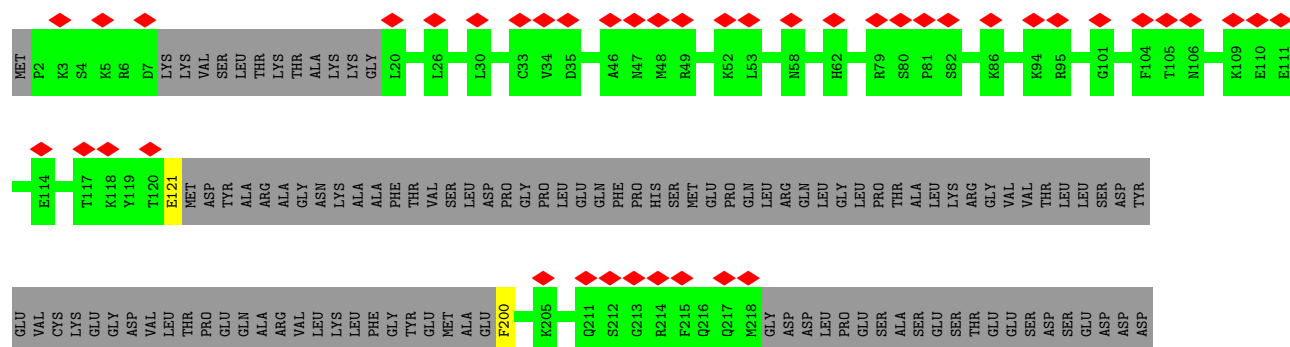 MET P2 K3 S4 K5 R6 D7 LYS LYS VAL SER LEU THR LYS THR ALA LYS LYS GLY L20 L26 L30 C33 V34 D35 A46 N47 M48 R49 K52 L53 N58 H62 R79 S80 P81 S82 K86 K94 R95 G101 F104 T105 N106 K109 E110 E111
E114 T117 K118 Y119 T120 E121 MET ASP TYR ALA ARG ALA GLY ASN LYS ALA ALA PHE THR VAL SER LEU ASP PRO GLY PRO LEU GLU GLN PHE PRO HIS SER MET GLU PRO GLN LEU ARG GLN LEU GLY LEU PRO THR ALA LEU LYS ARG GLY VAL VAL THR LEU LEU SER ASP TYR
GLU VAL CYS LYS GLU GLY ASP VAL LEU THR PRO GLU GLN ALA ARG VAL LEU LYS LEU PHE GLY TYR GLU MET ALA GLU F200 K205 Q211 S212 G213 R214 F215 Q216 Q217 M218 GLY ASP ASP LEU PRO GLU SER ALA SER GLU SER THR GLU GLU SER ASP SER GLU ASP ASP ASP